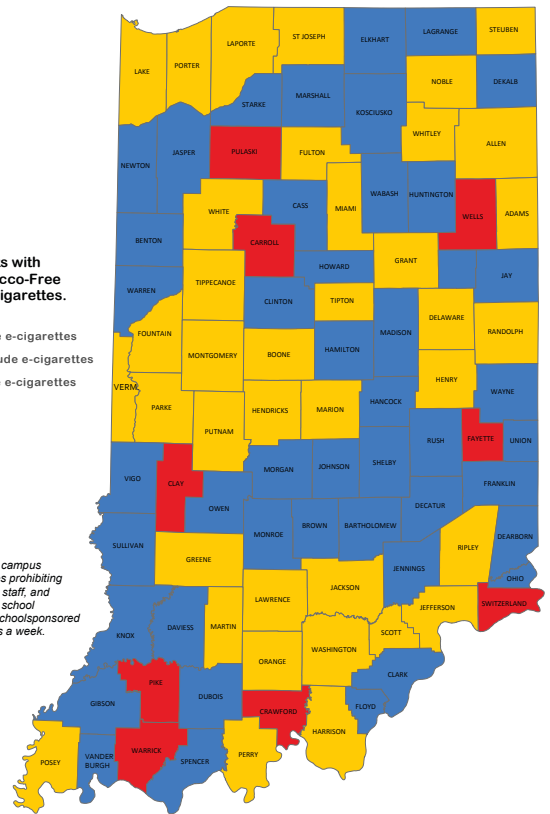 ks with
cco-Free
igarettes.
e e-cigarettes
ude e-cigarettes
e e-cigarettes
campus
s prohibiting
staff, and
school
choolsponsored
s a week.
LAKE
PORTER
LAPORTE
ST JOSEPH
ELKHART
LAGRANGE
STEUBEN
NOBLE
DEKALB
STARKE
MARSHALL
KOSCIUSKO
WHITLEY
ALLEN
NEWTON
JASPER
PULASKI
FULTON
WABASH
HUNTINGTON
WELLS
ADAMS
WHITE
CASS
MIAMI
BENTON
CARROLL
GRANT
JAY
HOWARD
WARREN
TIPPECANOE
CLINTON
TIPTON
DELAWARE
RANDOLPH
MADISON
FOUNTAIN
MONTGOMERY
BOONE
HAMILTON
HENRY
WAYNE
VERM
PARKE
HENDRICKS
MARION
HANCOCK
PUTNAM
RUSH
FAYETTE
UNION
VIGO
CLAY
MORGAN
JOHNSON
SHELBY
FRANKLIN
OWEN
DECATUR
SULLIVAN
MONROE
BROWN
BARTHOLOMEW
DEARBORN
RIPLEY
GREENE
JENNINGS
OHIO
LAWRENCE
JACKSON
JEFFERSON
SWITZERLAND
KNOX
DAVIESS
MARTIN
SCOTT
ORANGE
WASHINGTON
CLARK
PIKE
DUBOIS
GIBSON
CRAWFORD
FLOYD
HARRISON
POSEY
VANDER
BURGH
WARRICK
SPENCER
PERRY